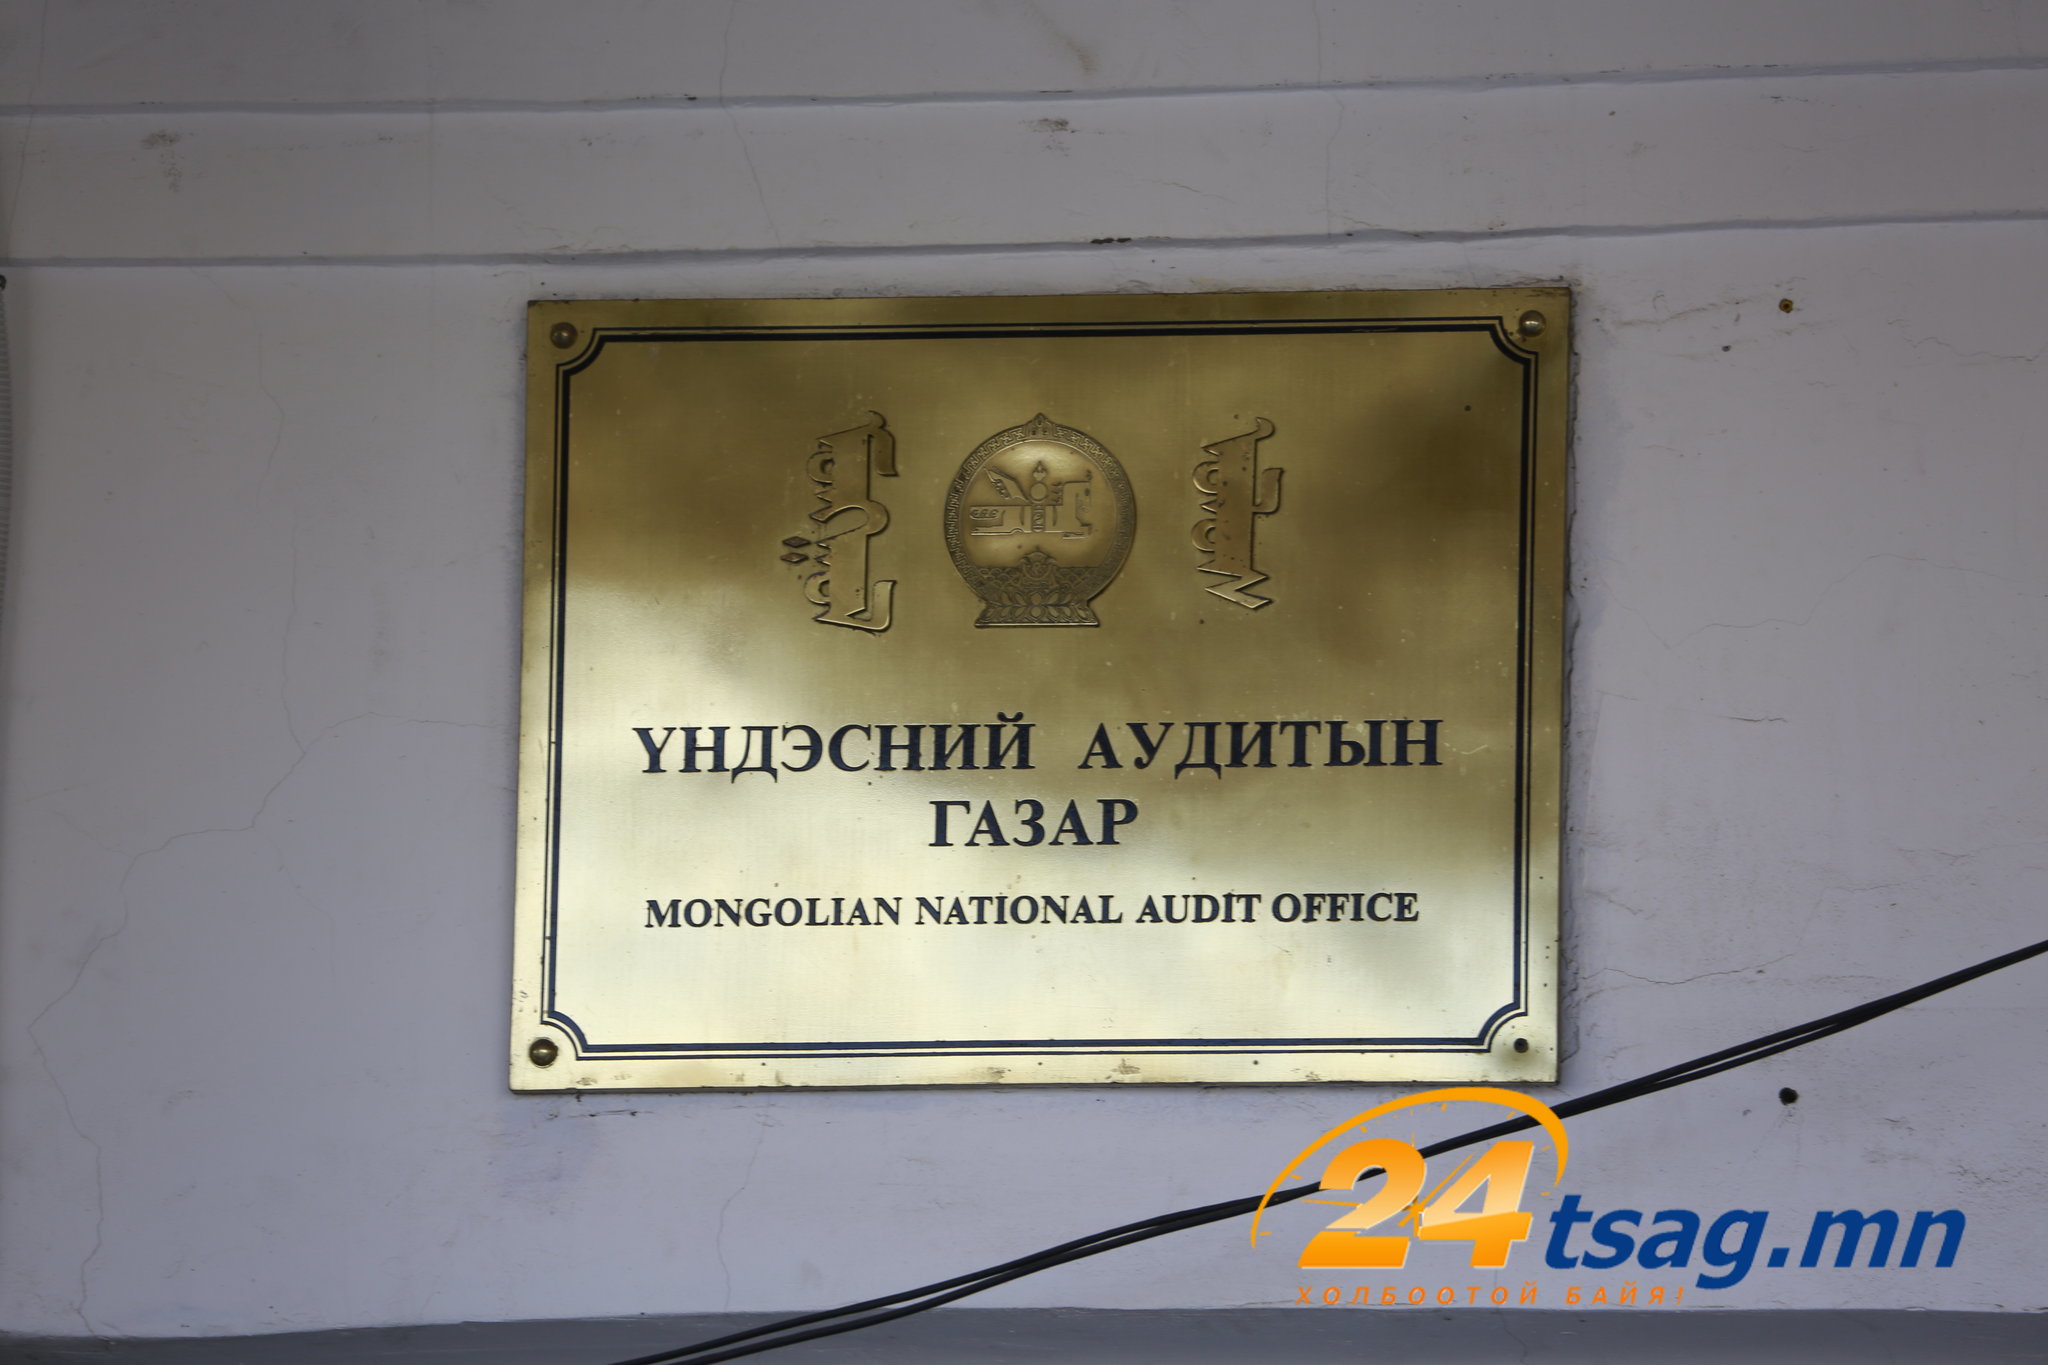 ҮНДЭСНИЙ АУДИТЫН
ГАЗАР
MONGOLIAN NATIONAL AUDIT OFFICE
24tsag.mn
ХОЛБООТОЙ БАЙЯ!